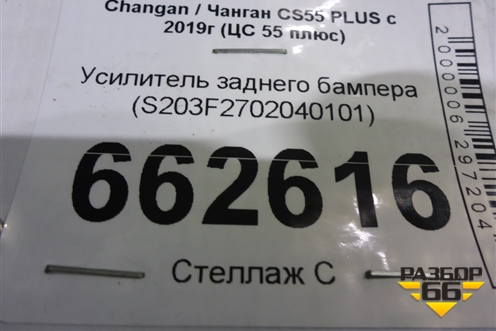 Changan / Чанган CS55 PLUS с
2019г (ЦС 55 плюс)
Усилитель заднего бампера
(S203F2702040101)
662616
Стеллаж С
РАЗБОР
66